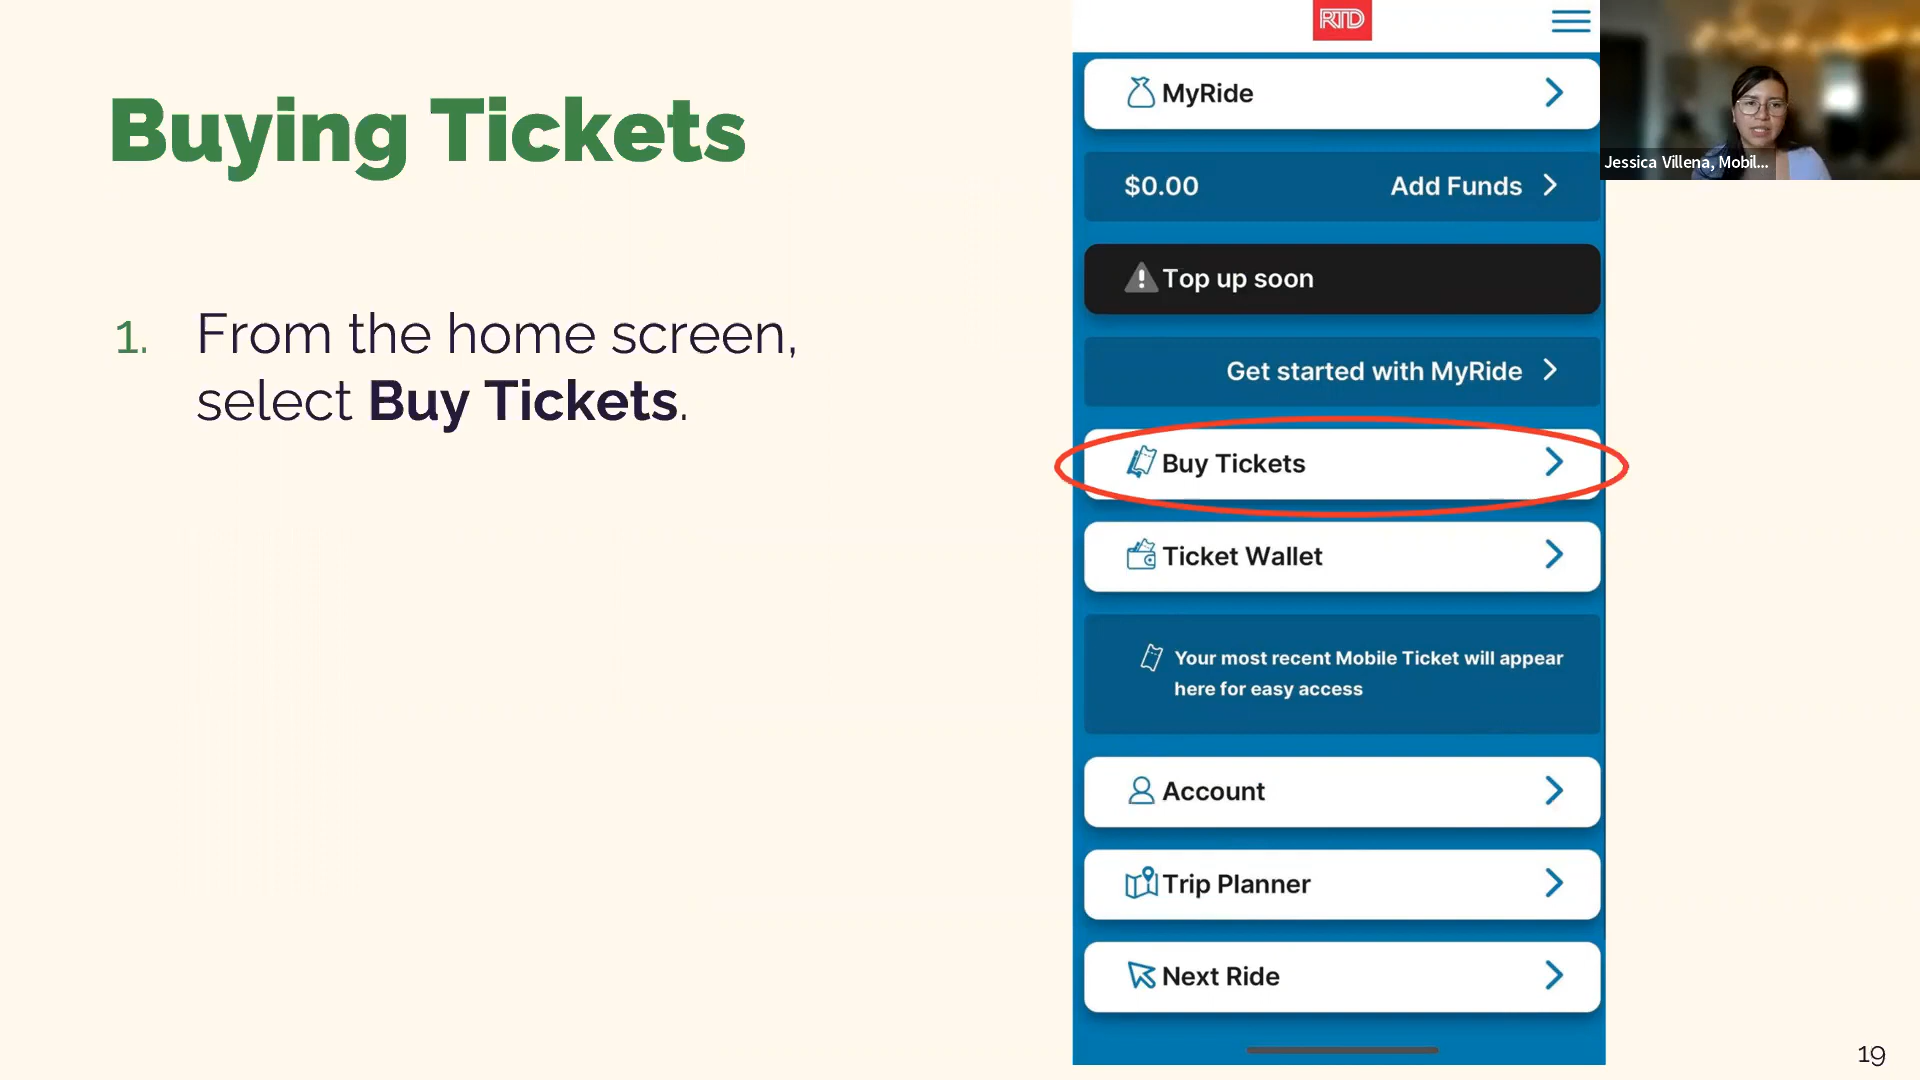 Buying Tickets
1. From the home screen,
select Buy Tickets.
RTD
MyRide
$0.00 Add Funds
Top up soon
Get started with MyRide
Buy Tickets
Ticket Wallet
Your most recent Mobile Ticket will appear
here for easy access
Account
Trip Planner
Next Ride
Jessica Villena, Mobil...
19